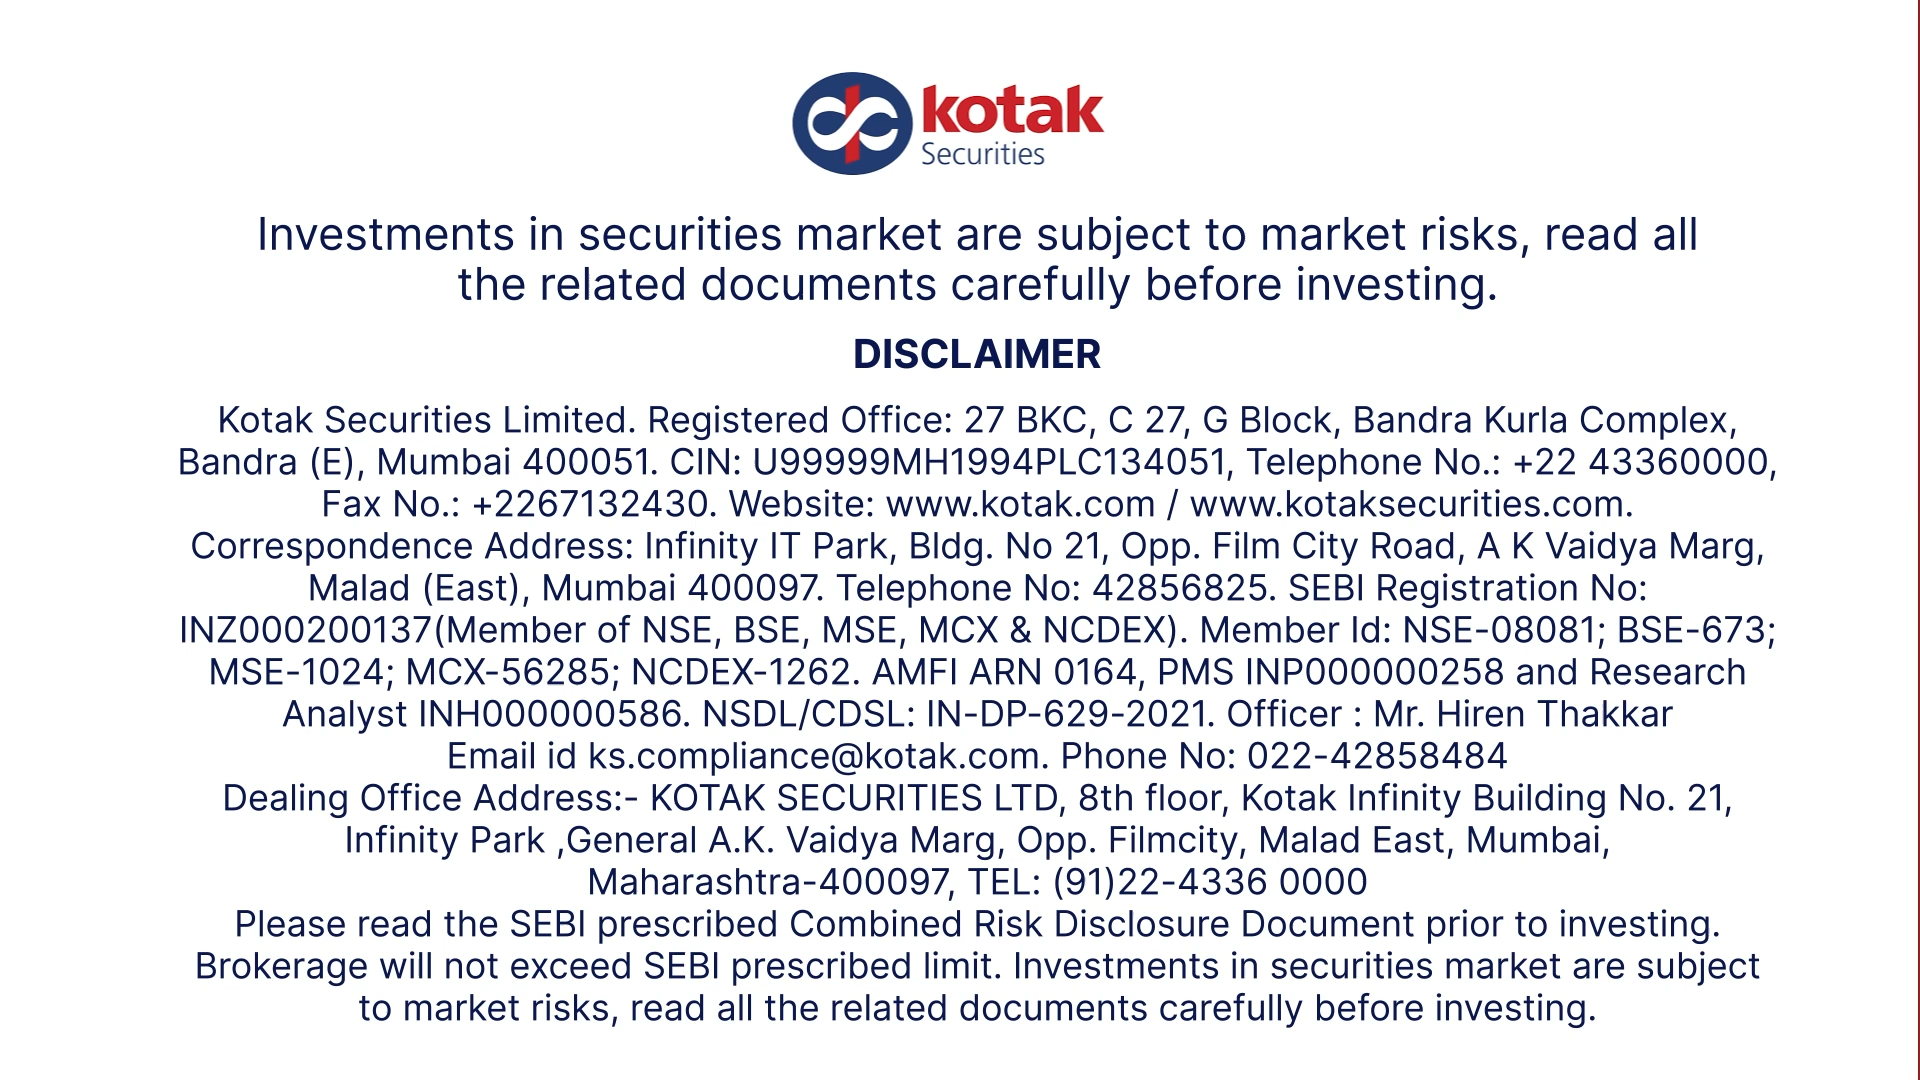 kotak
Securities
Investments in securities market are subject to market risks, read all
the related documents carefully before investing.
DISCLAIMER
Kotak Securities Limited. Registered Office: 27 BKC, C 27, G Block, Bandra Kurla Complex,
Bandra (E), Mumbai 400051. CIN: U99999MH1994PLC134051, Telephone No.: +22 43360000,
Fax No.: +2267132430. Website: www.kotak.com / www.kotaksecurities.com.
Correspondence Address: Infinity IT Park, Bldg. No 21, Opp. Film City Road, A K Vaidya Marg,
Malad (East), Mumbai 400097. Telephone No: 42856825. SEBI Registration No:
INZ000200137(Member of NSE, BSE, MSE, MCX & NCDEX). Member Id: NSE-08081; BSE-673;
MSE-1024; MCX-56285; NCDEX-1262. AMFI ARN 0164, PMS INP000000258 and Research
Analyst INH000000586. NSDL/CDSL: IN-DP-629-2021. Officer : Mr. Hiren Thakkar
Email id ks.compliance@kotak.com. Phone No: 022-42858484
Dealing Office Address:- KOTAK SECURITIES LTD, 8th floor, Kotak Infinity Building No. 21,
Infinity Park ,General A.K. Vaidya Marg, Opp. Filmcity, Malad East, Mumbai,
Maharashtra-400097, TEL: (91)22-4336 0000
Please read the SEBI prescribed Combined Risk Disclosure Document prior to investing.
Brokerage will not exceed SEBI prescribed limit. Investments in securities market are subject
to market risks, read all the related documents carefully before investing.